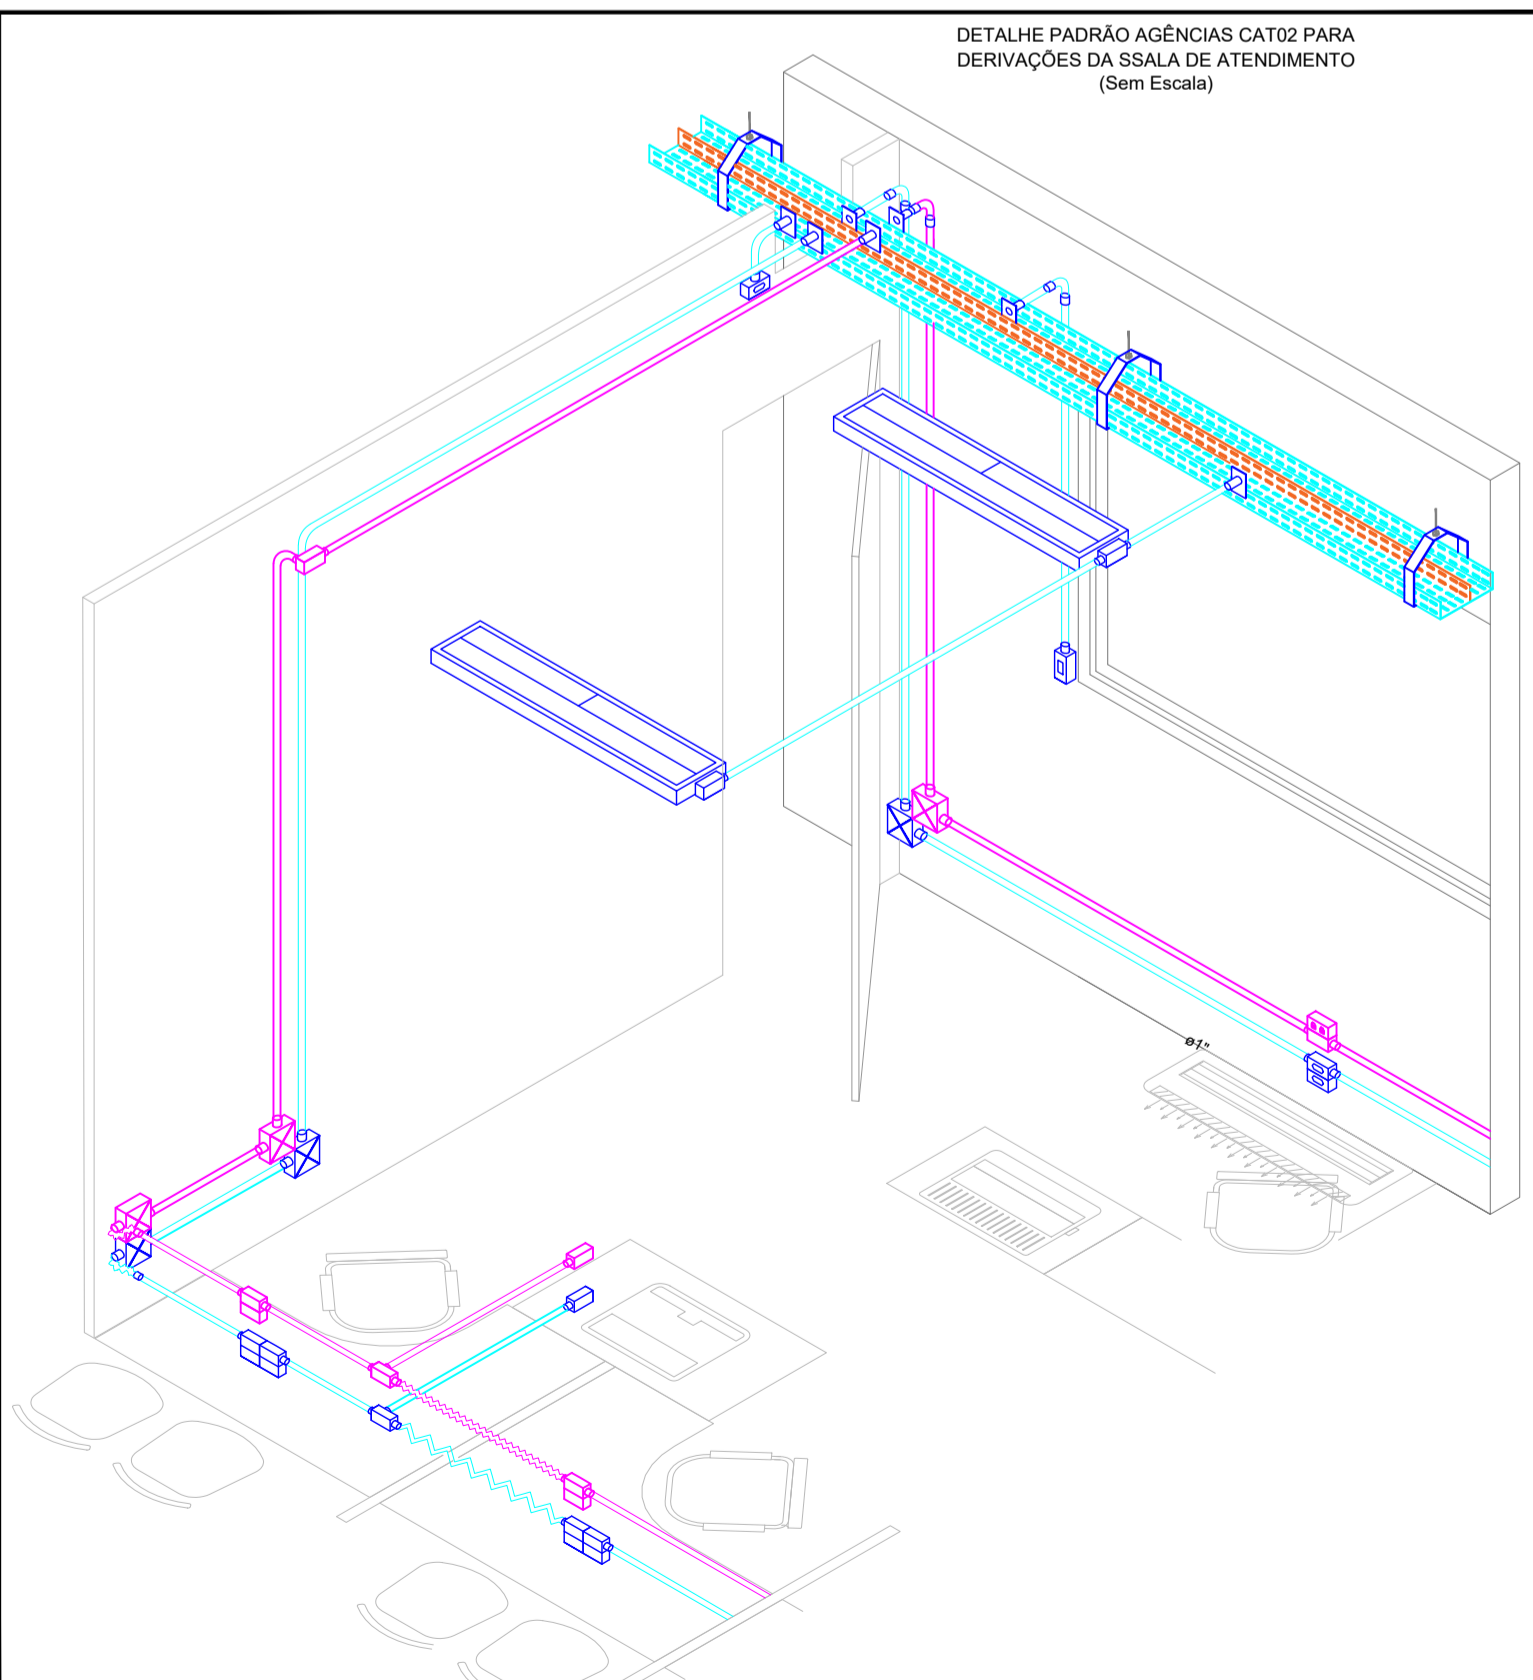 DETALHE PADRÃO AGÊNCIAS CAT02 PARA
DERIVAÇÕES DA SSALA DE ATENDIMENTO
(Sem Escala)
ø1"